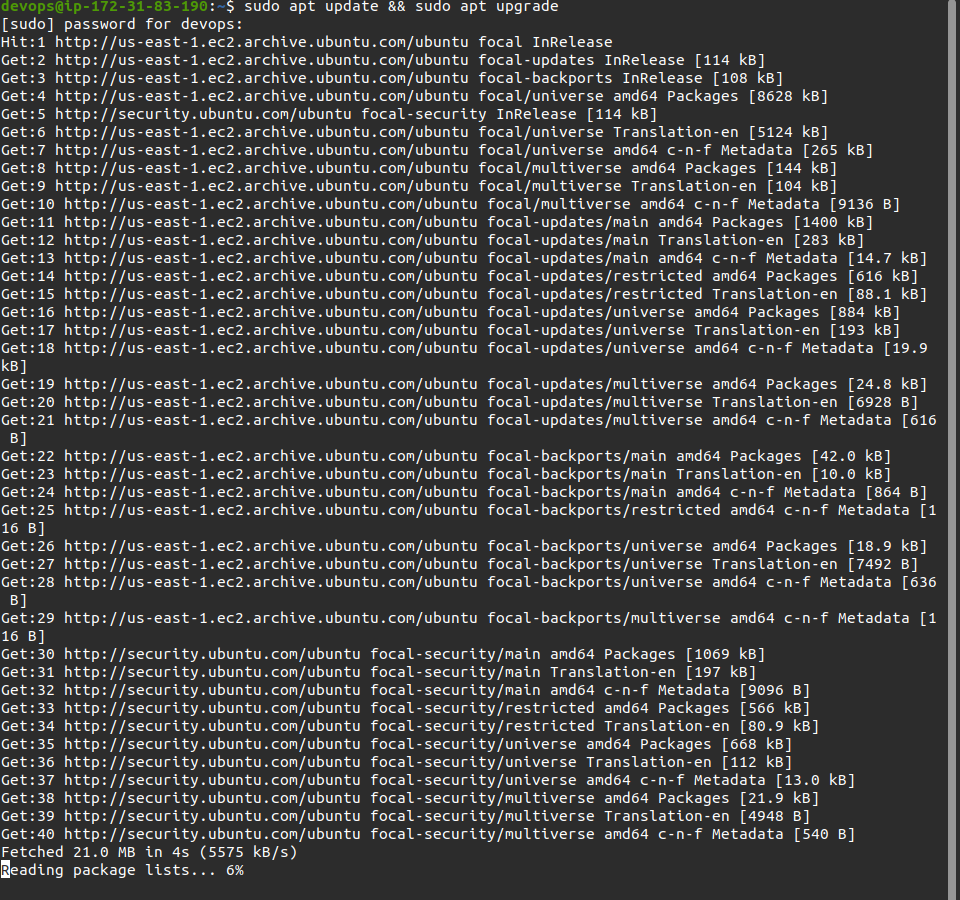 devops@ip-172-31-83-190:~$ sudo apt update && sudo apt upgrade
[sudo] password for devops:
Hit:1 http://us-east-1.ec2.archive.ubuntu.com/ubuntu focal InRelease
Get:2 http://us-east-1.ec2.archive.ubuntu.com/ubuntu focal-updates InRelease [114 kB]
Get:3 http://us-east-1.ec2.archive.ubuntu.com/ubuntu focal-backports InRelease [108 kB]
Get:4 http://us-east-1.ec2.archive.ubuntu.com/ubuntu focal/universe amd64 Packages [8628 kB]
Get:5 http://security.ubuntu.com/ubuntu focal-security InRelease [114 kB]
Get:6 http://us-east-1.ec2.archive.ubuntu.com/ubuntu focal/universe Translation-en [5124 kB]
Get:7 http://us-east-1.ec2.archive.ubuntu.com/ubuntu focal/universe amd64 c-n-f Metadata [265 kB]
Get:8 http://us-east-1.ec2.archive.ubuntu.com/ubuntu focal/multiverse amd64 Packages [144 kB]
Get:9 http://us-east-1.ec2.archive.ubuntu.com/ubuntu focal/multiverse Translation-en [104 kB]
Get:10 http://us-east-1.ec2.archive.ubuntu.com/ubuntu focal/multiverse amd64 c-n-f Metadata [9136 B]
Get:11 http://us-east-1.ec2.archive.ubuntu.com/ubuntu focal-updates/main amd64 Packages [1400 kB]
Get:12 http://us-east-1.ec2.archive.ubuntu.com/ubuntu focal-updates/main Translation-en [283 kB]
Get:13 http://us-east-1.ec2.archive.ubuntu.com/ubuntu focal-updates/main amd64 c-n-f Metadata [14.7 kB]
Get:14 http://us-east-1.ec2.archive.ubuntu.com/ubuntu focal-updates/restricted amd64 Packages [616 kB]
Get:15 http://us-east-1.ec2.archive.ubuntu.com/ubuntu focal-updates/restricted Translation-en [88.1 kB]
Get:16 http://us-east-1.ec2.archive.ubuntu.com/ubuntu focal-updates/universe amd64 Packages [884 kB]
Get:17 http://us-east-1.ec2.archive.ubuntu.com/ubuntu focal-updates/universe Translation-en [193 kB]
Get:18 http://us-east-1.ec2.archive.ubuntu.com/ubuntu focal-updates/universe amd64 c-n-f Metadata [19.9
kB]
Get:19 http://us-east-1.ec2.archive.ubuntu.com/ubuntu focal-updates/multiverse amd64 Packages [24.8 kB]
Get:20 http://us-east-1.ec2.archive.ubuntu.com/ubuntu focal-updates/multiverse Translation-en [6928 B]
Get:21 http://us-east-1.ec2.archive.ubuntu.com/ubuntu focal-updates/multiverse amd64 c-n-f Metadata [616
 B]
Get:22 http://us-east-1.ec2.archive.ubuntu.com/ubuntu focal-backports/main amd64 Packages [42.0 kB]
Get:23 http://us-east-1.ec2.archive.ubuntu.com/ubuntu focal-backports/main Translation-en [10.0 kB]
Get:24 http://us-east-1.ec2.archive.ubuntu.com/ubuntu focal-backports/main amd64 c-n-f Metadata [864 B]
Get:25 http://us-east-1.ec2.archive.ubuntu.com/ubuntu focal-backports/restricted amd64 c-n-f Metadata [1
16 B]
Get:26 http://us-east-1.ec2.archive.ubuntu.com/ubuntu focal-backports/universe amd64 Packages [18.9 kB]
Get:27 http://us-east-1.ec2.archive.ubuntu.com/ubuntu focal-backports/universe Translation-en [7492 B]
Get:28 http://us-east-1.ec2.archive.ubuntu.com/ubuntu focal-backports/universe amd64 c-n-f Metadata [636
 B]
Get:29 http://us-east-1.ec2.archive.ubuntu.com/ubuntu focal-backports/multiverse amd64 c-n-f Metadata [1
16 B]
Get:30 http://security.ubuntu.com/ubuntu focal-security/main amd64 Packages [1069 kB]
Get:31 http://security.ubuntu.com/ubuntu focal-security/main Translation-en [197 kB]
Get:32 http://security.ubuntu.com/ubuntu focal-security/main amd64 c-n-f Metadata [9096 B]
Get:33 http://security.ubuntu.com/ubuntu focal-security/restricted amd64 Packages [566 kB]
Get:34 http://security.ubuntu.com/ubuntu focal-security/restricted Translation-en [80.9 kB]
Get:35 http://security.ubuntu.com/ubuntu focal-security/universe amd64 Packages [668 kB]
Get:36 http://security.ubuntu.com/ubuntu focal-security/universe Translation-en [112 kB]
Get:37 http://security.ubuntu.com/ubuntu focal-security/universe amd64 c-n-f Metadata [13.0 kB]
Get:38 http://security.ubuntu.com/ubuntu focal-security/multiverse amd64 Packages [21.9 kB]
Get:39 http://security.ubuntu.com/ubuntu focal-security/multiverse Translation-en [4948 B]
Get:40 http://security.ubuntu.com/ubuntu focal-security/multiverse amd64 c-n-f Metadata [540 B]
Fetched 21.0 MB in 4s (5575 kB/s)
Reading package lists... 6%